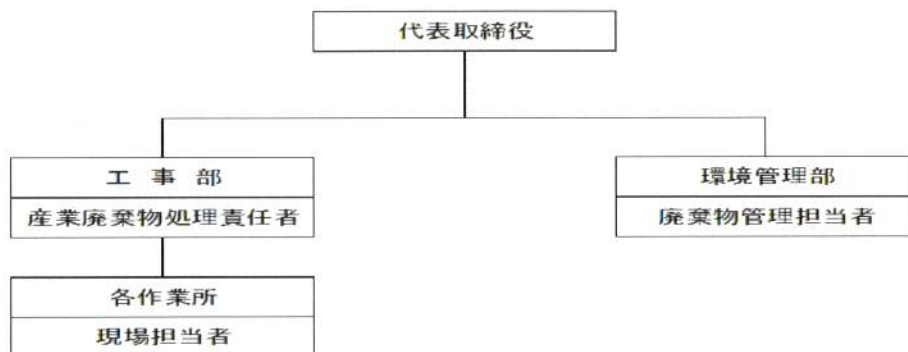 代表取締役
工事部
産業廃棄物処理責任者
環境管理部
廃棄物管理担当者
各作業所
現場担当者